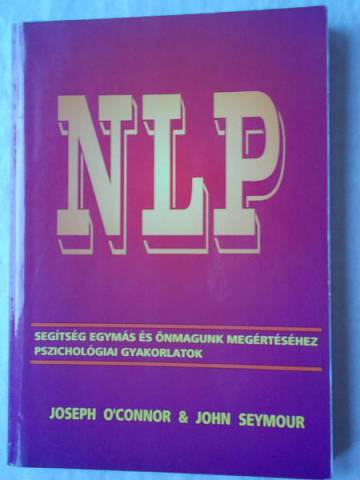 NLP
SEGÍTSÉG EGYMÁS ÉS ÖNMAGUNK MEGÉRTÉSÉHEZ
PSZICHOLÓGIAI GYAKORLATOK
JOSEPH O'CONNOR & JOHN SEYMOUR